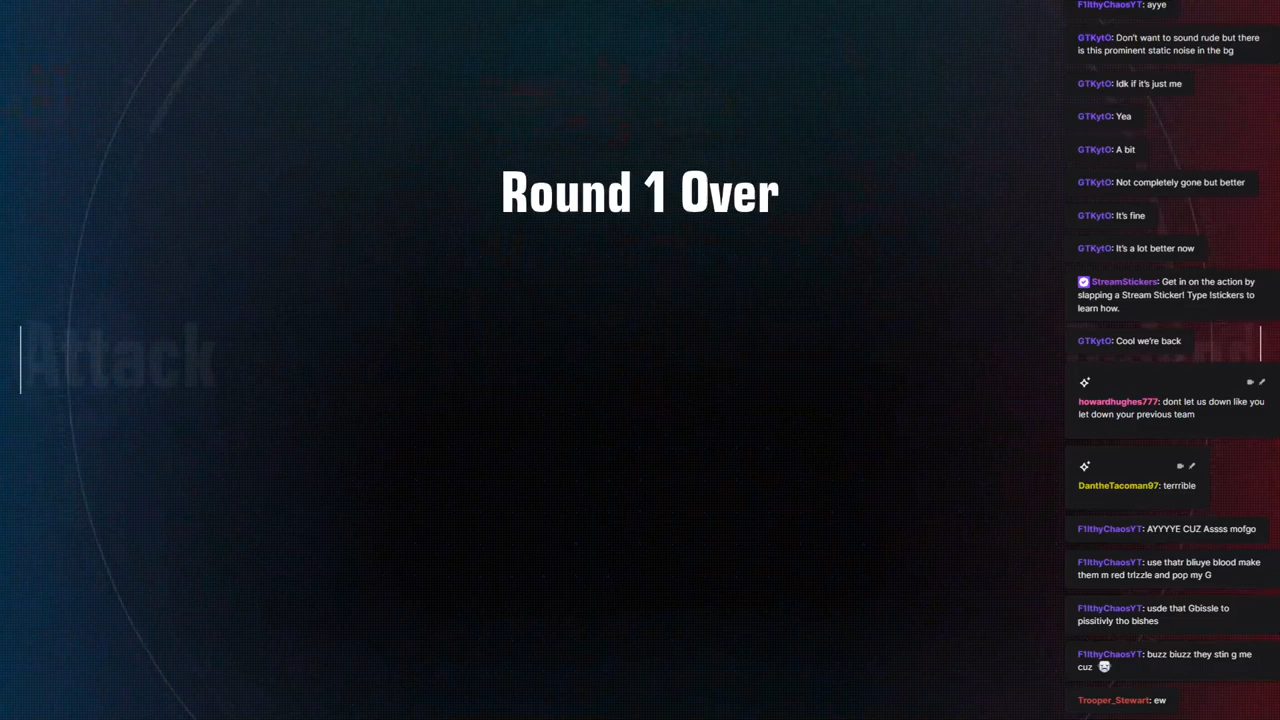 Round 1 Over
Attack
F1lthyChaosYT: ayye
GTKytO: Don't want to sound rude but there
is this prominent static noise in the bg
GTKytO: Idk if it's just me
GTKytO: Yea
GTKytO: A bit
GTKytO: Not completely gone but better
GTKytO: It's fine
GTKytO: It's a lot better now
StreamStickers: Get in on the action by
slapping a Stream Sticker! Type !stickers to
learn how.
GTKytO: Cool we're back
howardhughes777: dont let us down like you
let down your previous team
DantheTacoman97: terrrible
F1lthyChaosYT: AYYYYE CUZ Assss mofgo
F1lthyChaosYT: use thatr bliuye blood make
them m red trlzzle and pop my G
F1lthyChaosYT: usde that Gbissle to
pissitivly tho bishes
F1lthyChaosYT: buzz biuzz they stin g me
cuz
Trooper_Stewart: ew